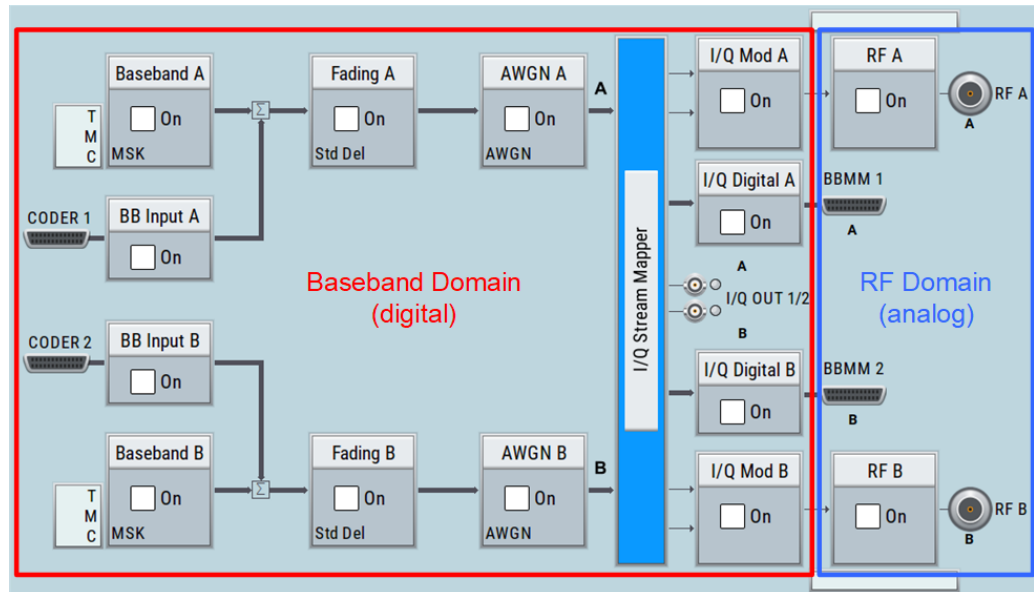 Baseband A
On
T
M
C
MSK
Σ
Fading A
On
Std Del
AWGN A
On
AWGN
A
I/Q Mod A
On
RF A
On
RF A
A
CODER 1
BB Input A
On
I/Q Digital A
On
BBMM 1
A
Baseband Domain
(digital)
I/Q Stream Mapper
A
I/Q OUT 1/2
B
RF Domain
(analog)
CODER 2
BB Input B
On
I/Q Digital B
On
BBMM 2
B
Baseband B
On
T
M
C
MSK
Σ
Fading B
On
Std Del
AWGN B
On
AWGN
B
I/Q Mod B
On
RF B
On
RF B
B